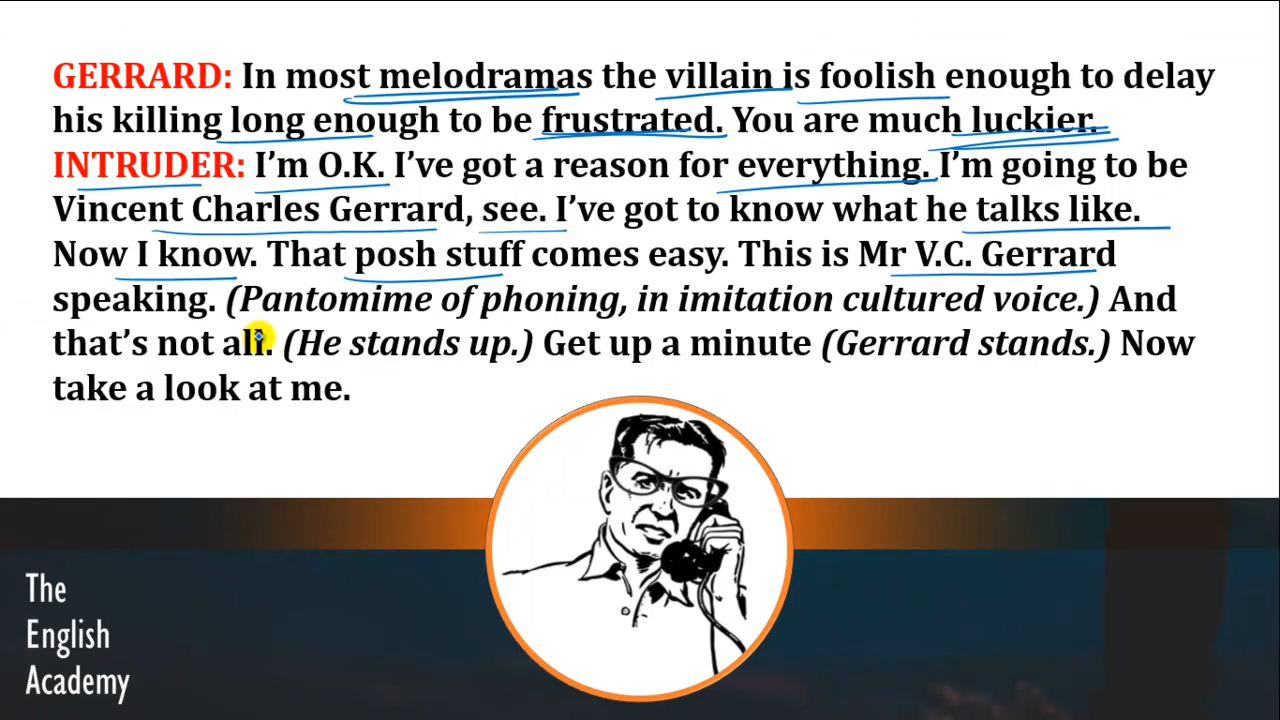 GERRARD: In most melodramas the villain is foolish enough to delay
his killing long enough to be frustrated. You are much luckier.
INTRUDER: I'm O.K. I've got a reason for everything. I'm going to be
Vincent Charles Gerrard, see. I've got to know what he talks like.
Now I know. That posh stuff comes easy. This is Mr V.C. Gerrard
speaking. (Pantomime of phoning, in imitation cultured voice.) And
that's not all. (He stands up.) Get up a minute (Gerrard stands.) Now
take a look at me.
The
English
Academy